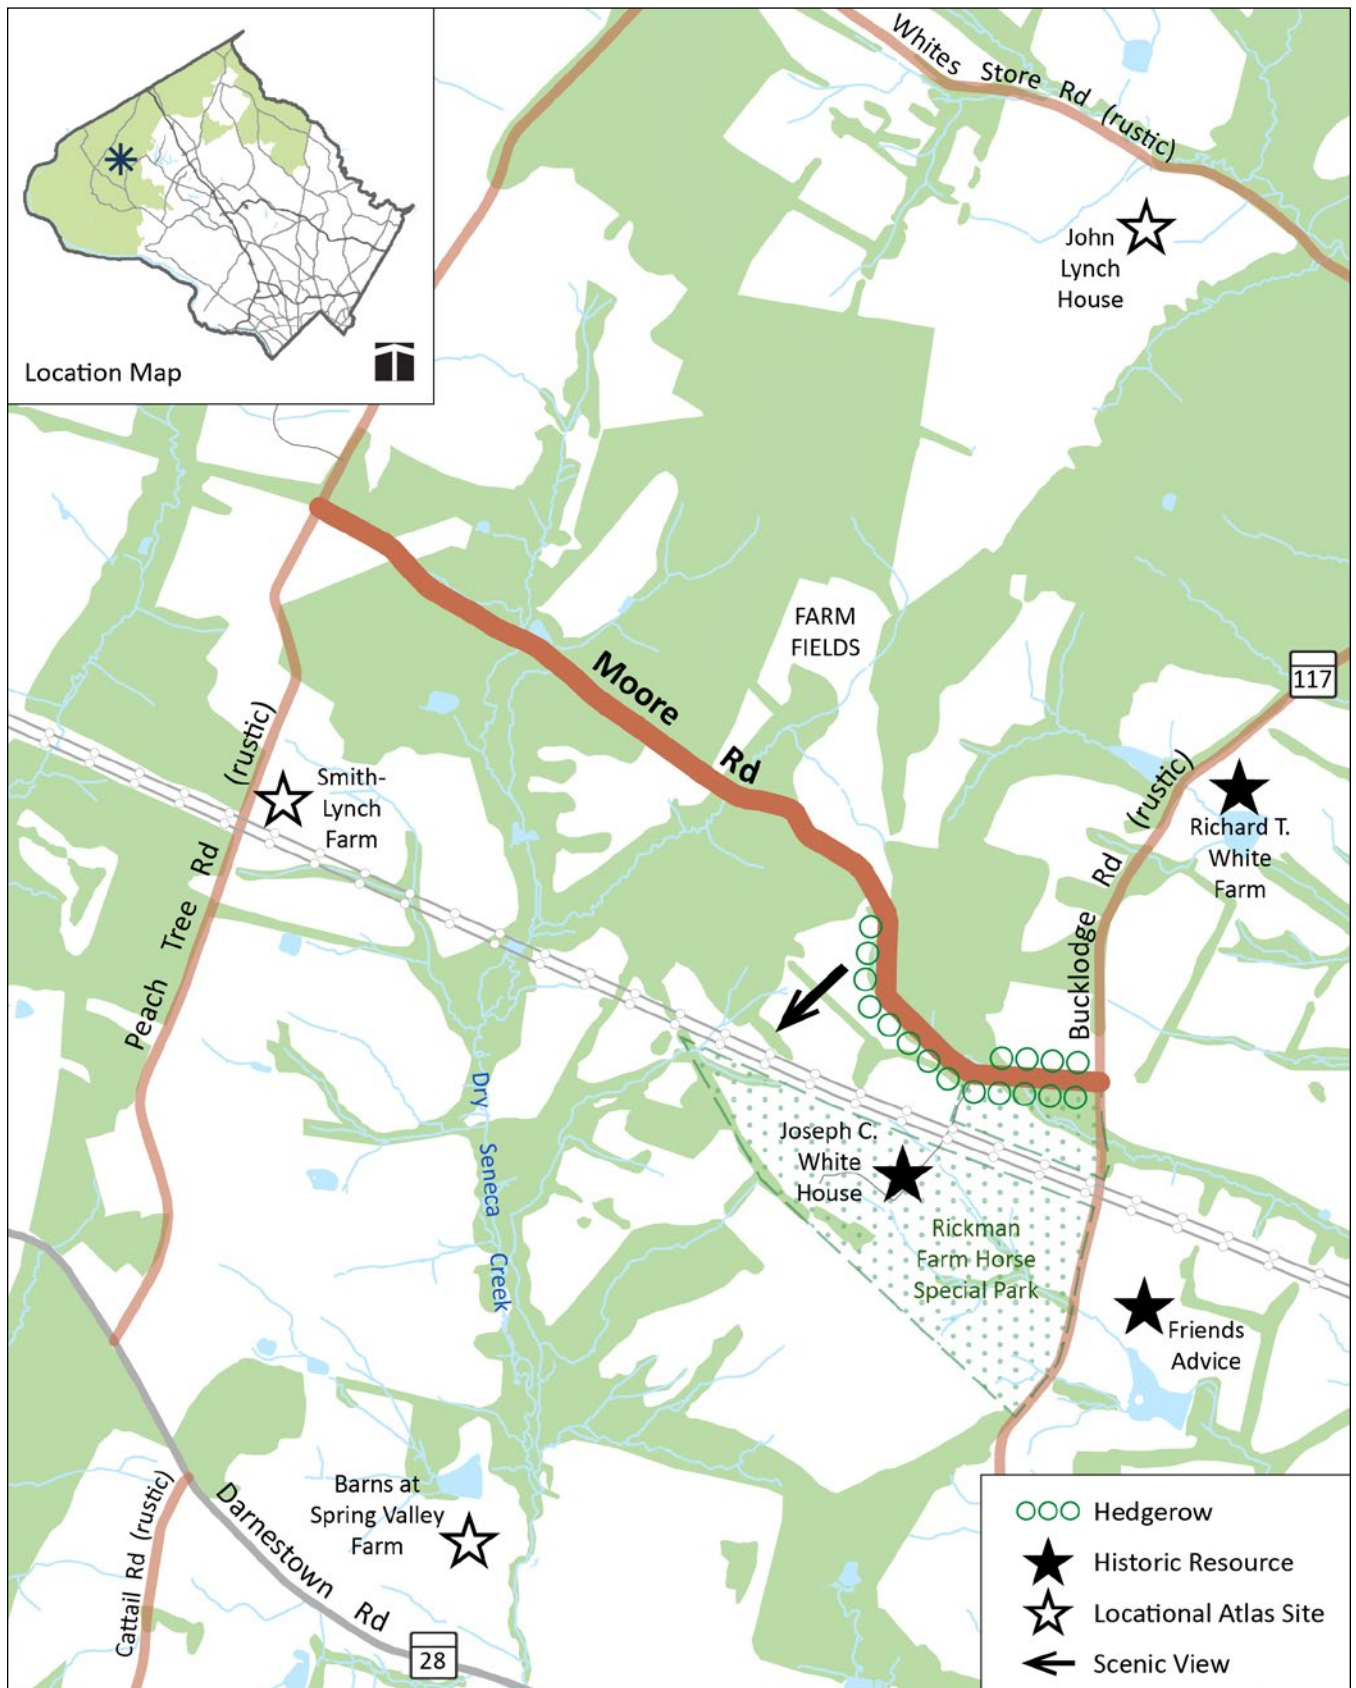 Location Map
Whites Store Rd (rustic)
John
Lynch
House
FARM
FIELDS
Moore Rd
117
(rustic)
Smith-
Lynch
Farm
Peach Tree Rd
Bucklodge Rd (rustic)
Richard T.
White
Farm
Dry Seneca Creek
Joseph C.
White
House
Rickman
Farm Horse
Special Park
Friends
Advice
Barns at
Spring Valley
Farm
Cattail Rd (rustic)
Darnestown Rd
28
Hedgerow
Historic Resource
Locational Atlas Site
Scenic View